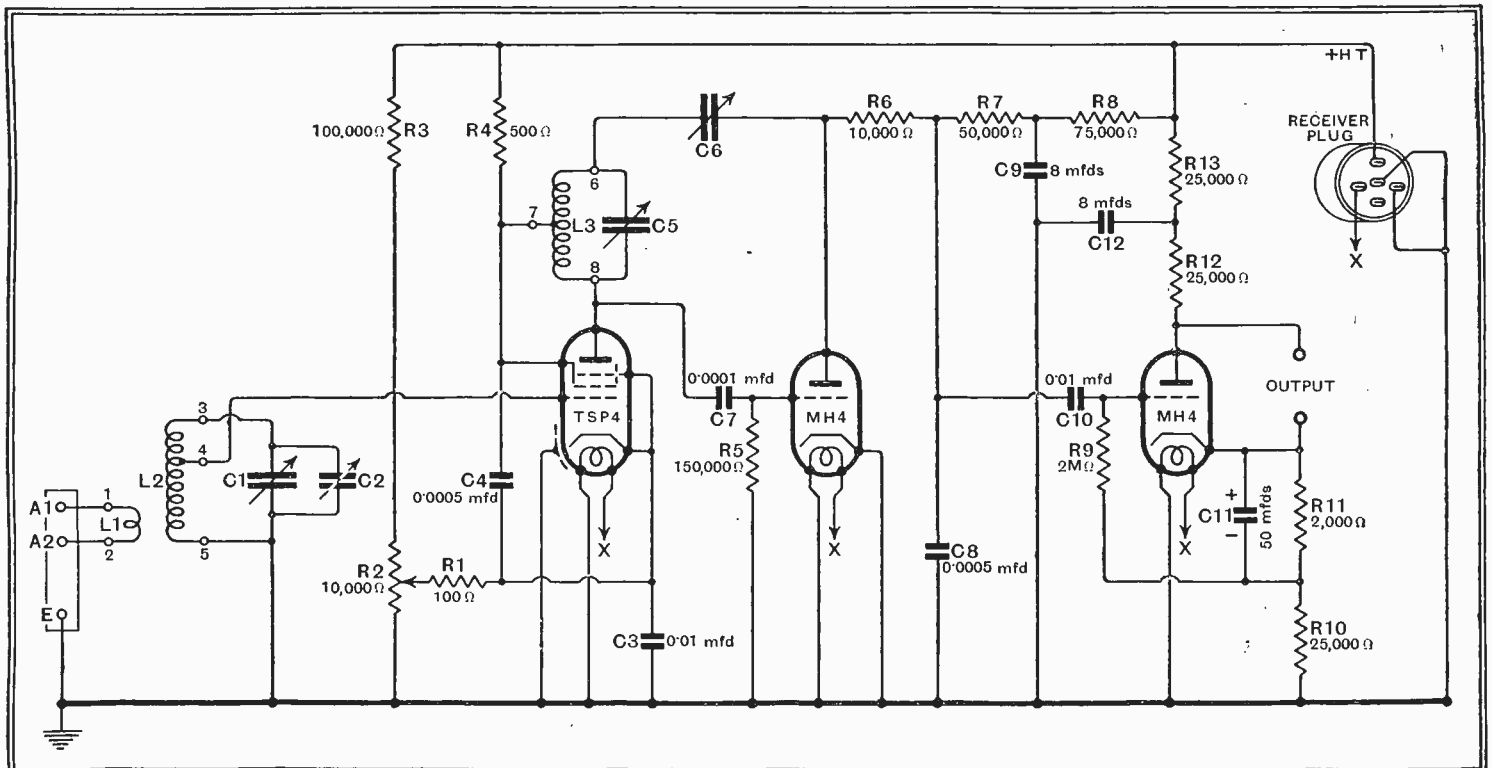 +HT
RECEIVER
PLUG
X
100,000Ω R3
R4 500Ω
C6
R6
10,000Ω
R7
50,000Ω
R8
75,000Ω
R13
25,000Ω
C9 8 mfds
8 mfds
C12
R12
25,000Ω
6
7
L3
C5
8
TSP4
0·0001 mfd
C7
MH4
R5
150,000Ω
0·01 mfd
C10
MH4
R9
2MΩ
OUTPUT
C11
+
−
50 mfds
R11
2,000Ω
R10
25,000Ω
3
4
L2
5
C1
C2
A1
1
L1
A2
2
E
C4
0·0005 mfd
R2
10,000Ω
R1
100Ω
C3 0·01 mfd
X
X
X
C8
0·0005 mfd